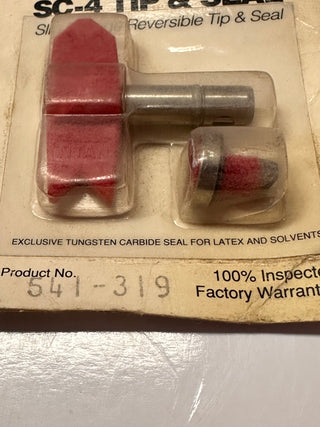 SC-4 TIP & SEAL
Reversible Tip & Seal
EXCLUSIVE TUNGSTEN CARBIDE SEAL FOR LATEX AND SOLVENTS
Product No.
541-319
100% Inspecte
Factory Warrant